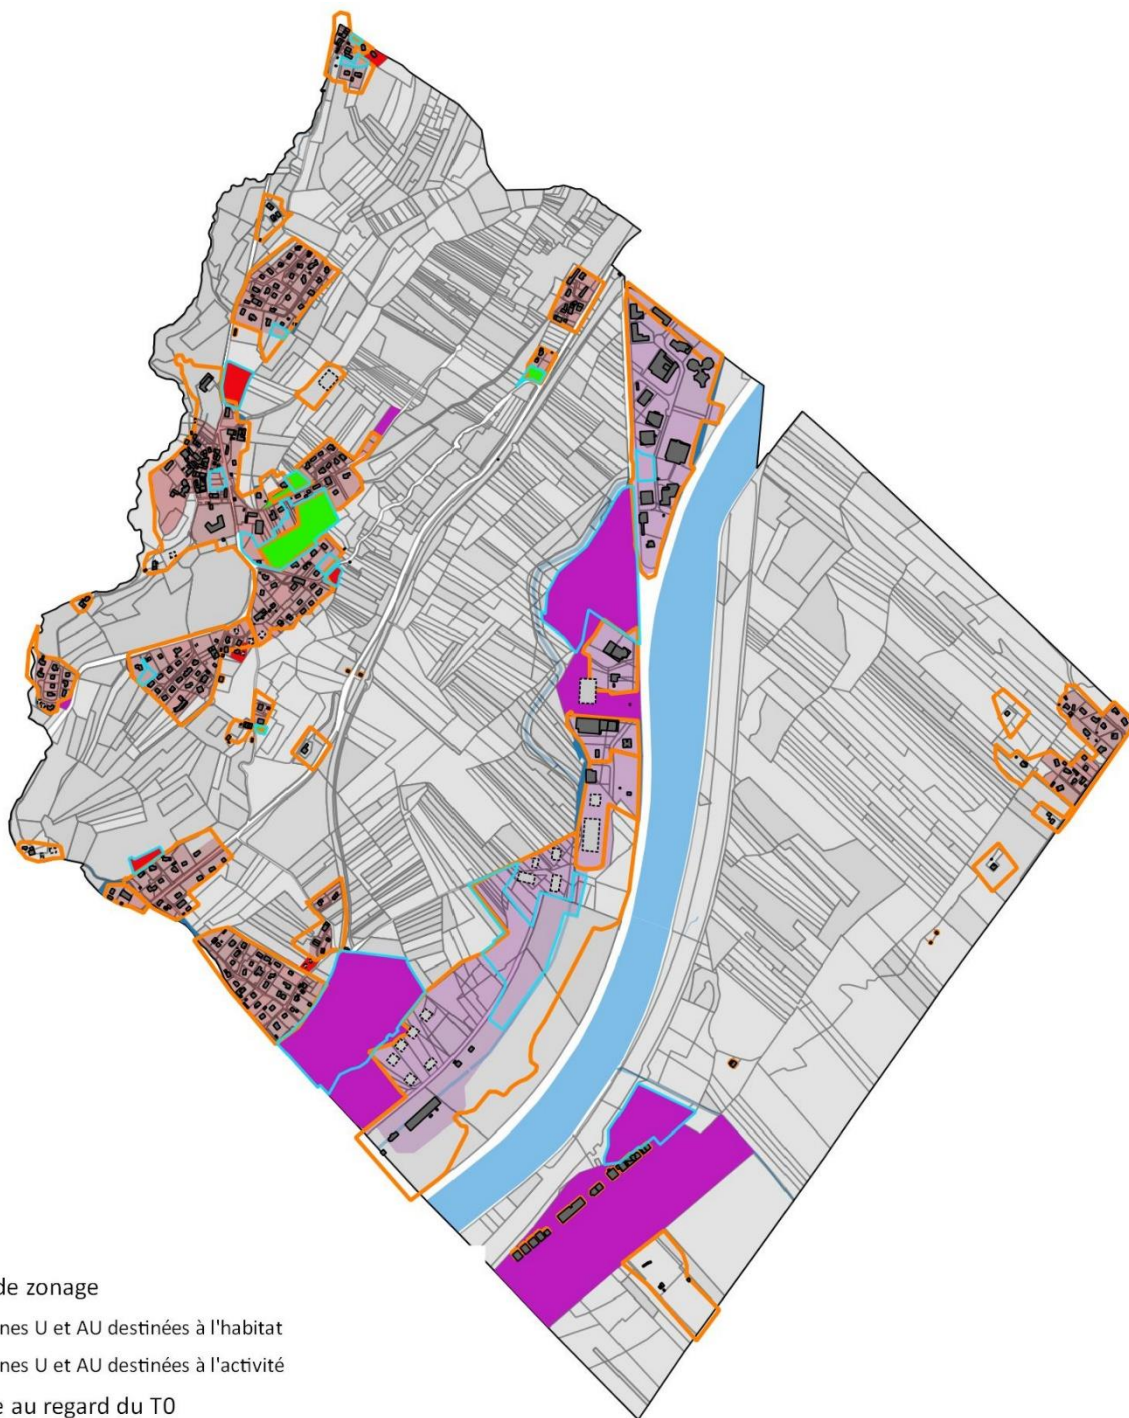 de zonage
nes U et AU destinées à l'habitat
nes U et AU destinées à l'activité
e au regard du T0